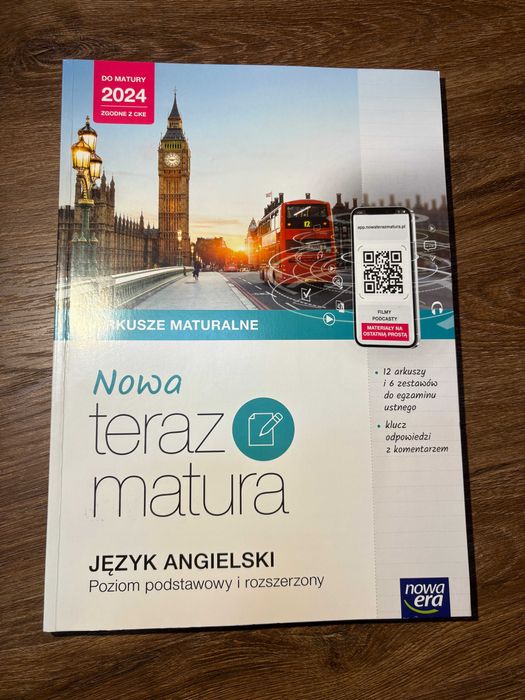 DO MATURY
2024
ZGODNE Z CKE
12
app.nowaterazmatura.pl
FILMY
PODCASTY
MATERIAŁY NA
OSTATNIĄ PROSTĄ
ARKUSZE MATURALNE
Nowa
teraz
matura
• 12 arkuszy
i 6 zestawów
do egzaminu
ustnego
• klucz
odpowiedzi
z komentarzem
JĘZYK ANGIELSKI
Poziom podstawowy i rozszerzony
nowa
era